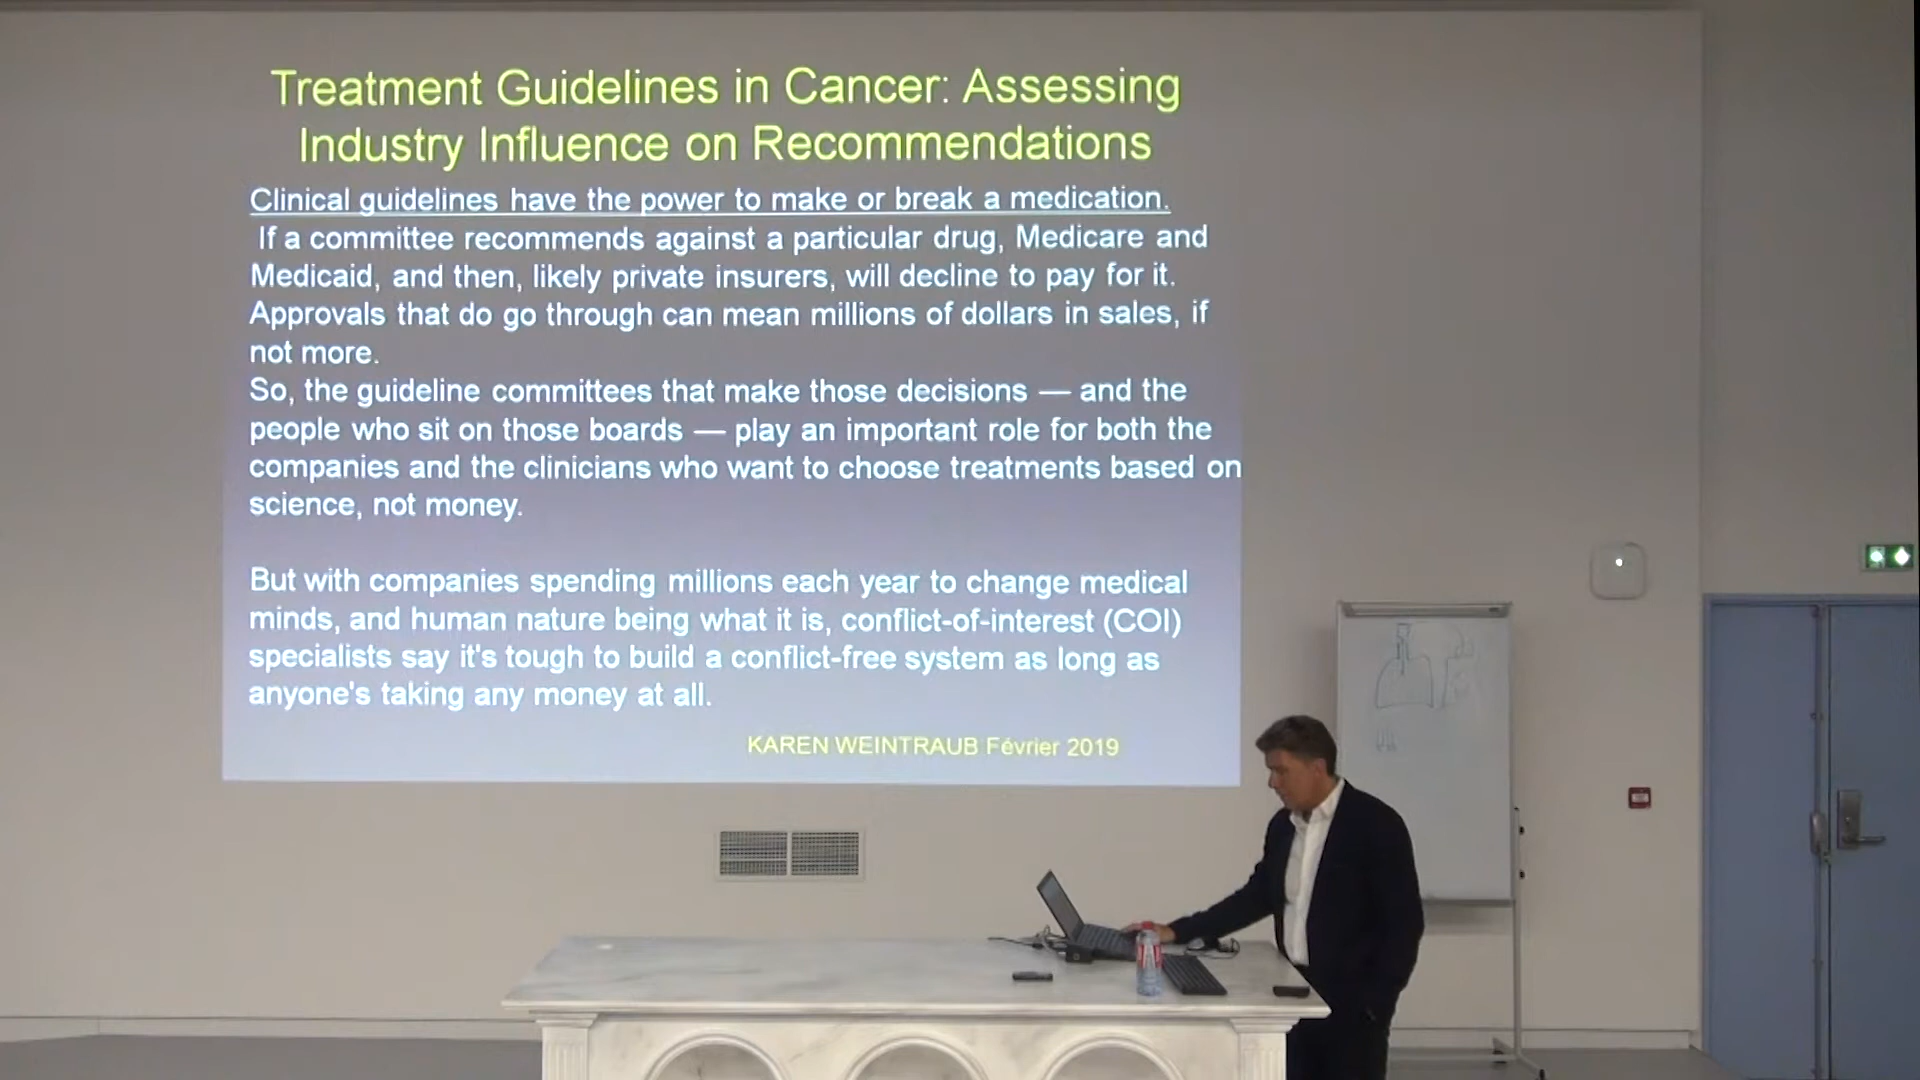 Treatment Guidelines in Cancer: Assessing
Industry Influence on Recommendations
Clinical guidelines have the power to make or break a medication.
If a committee recommends against a particular drug, Medicare and
Medicaid, and then, likely private insurers, will decline to pay for it.
Approvals that do go through can mean millions of dollars in sales, if
not more.
So, the guideline committees that make those decisions — and the
people who sit on those boards — play an important role for both the
companies and the clinicians who want to choose treatments based on
science, not money.
But with companies spending millions each year to change medical
minds, and human nature being what it is, conflict-of-interest (COI)
specialists say it's tough to build a conflict-free system as long as
anyone's taking any money at all.
KAREN WEINTRAUB Février 2019